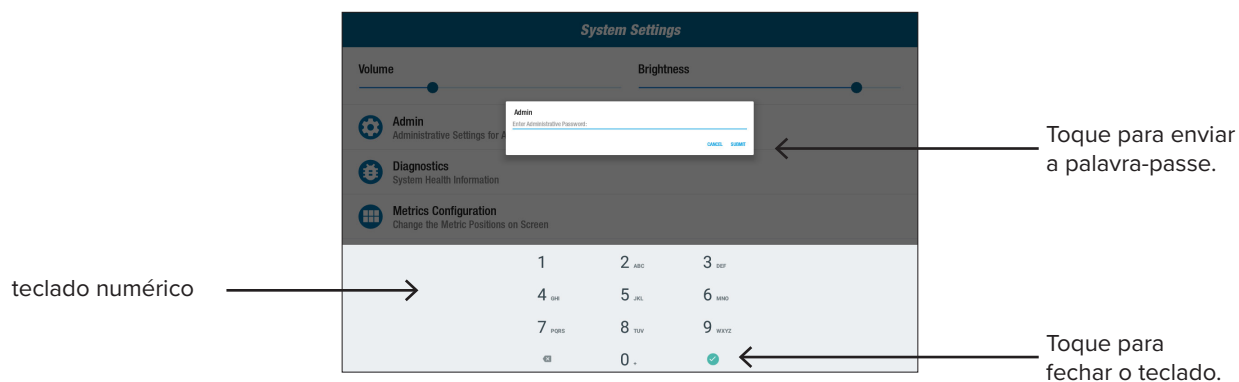 System Settings
Volume
Brightness
Admin
Administrative Settings for A
Admin
Enter Administrative Password:
CANCEL SUBMIT
Diagnostics
System Health Information
Metrics Configuration
Change the Metric Positions on Screen
Toque para enviar
a palavra-passe.
teclado numérico
1 2 ABC 3 DEF
4 GHI 5 JKL 6 MNO
7 PQRS 8 TUV 9 WXYZ
0
Toque para
fechar o teclado.